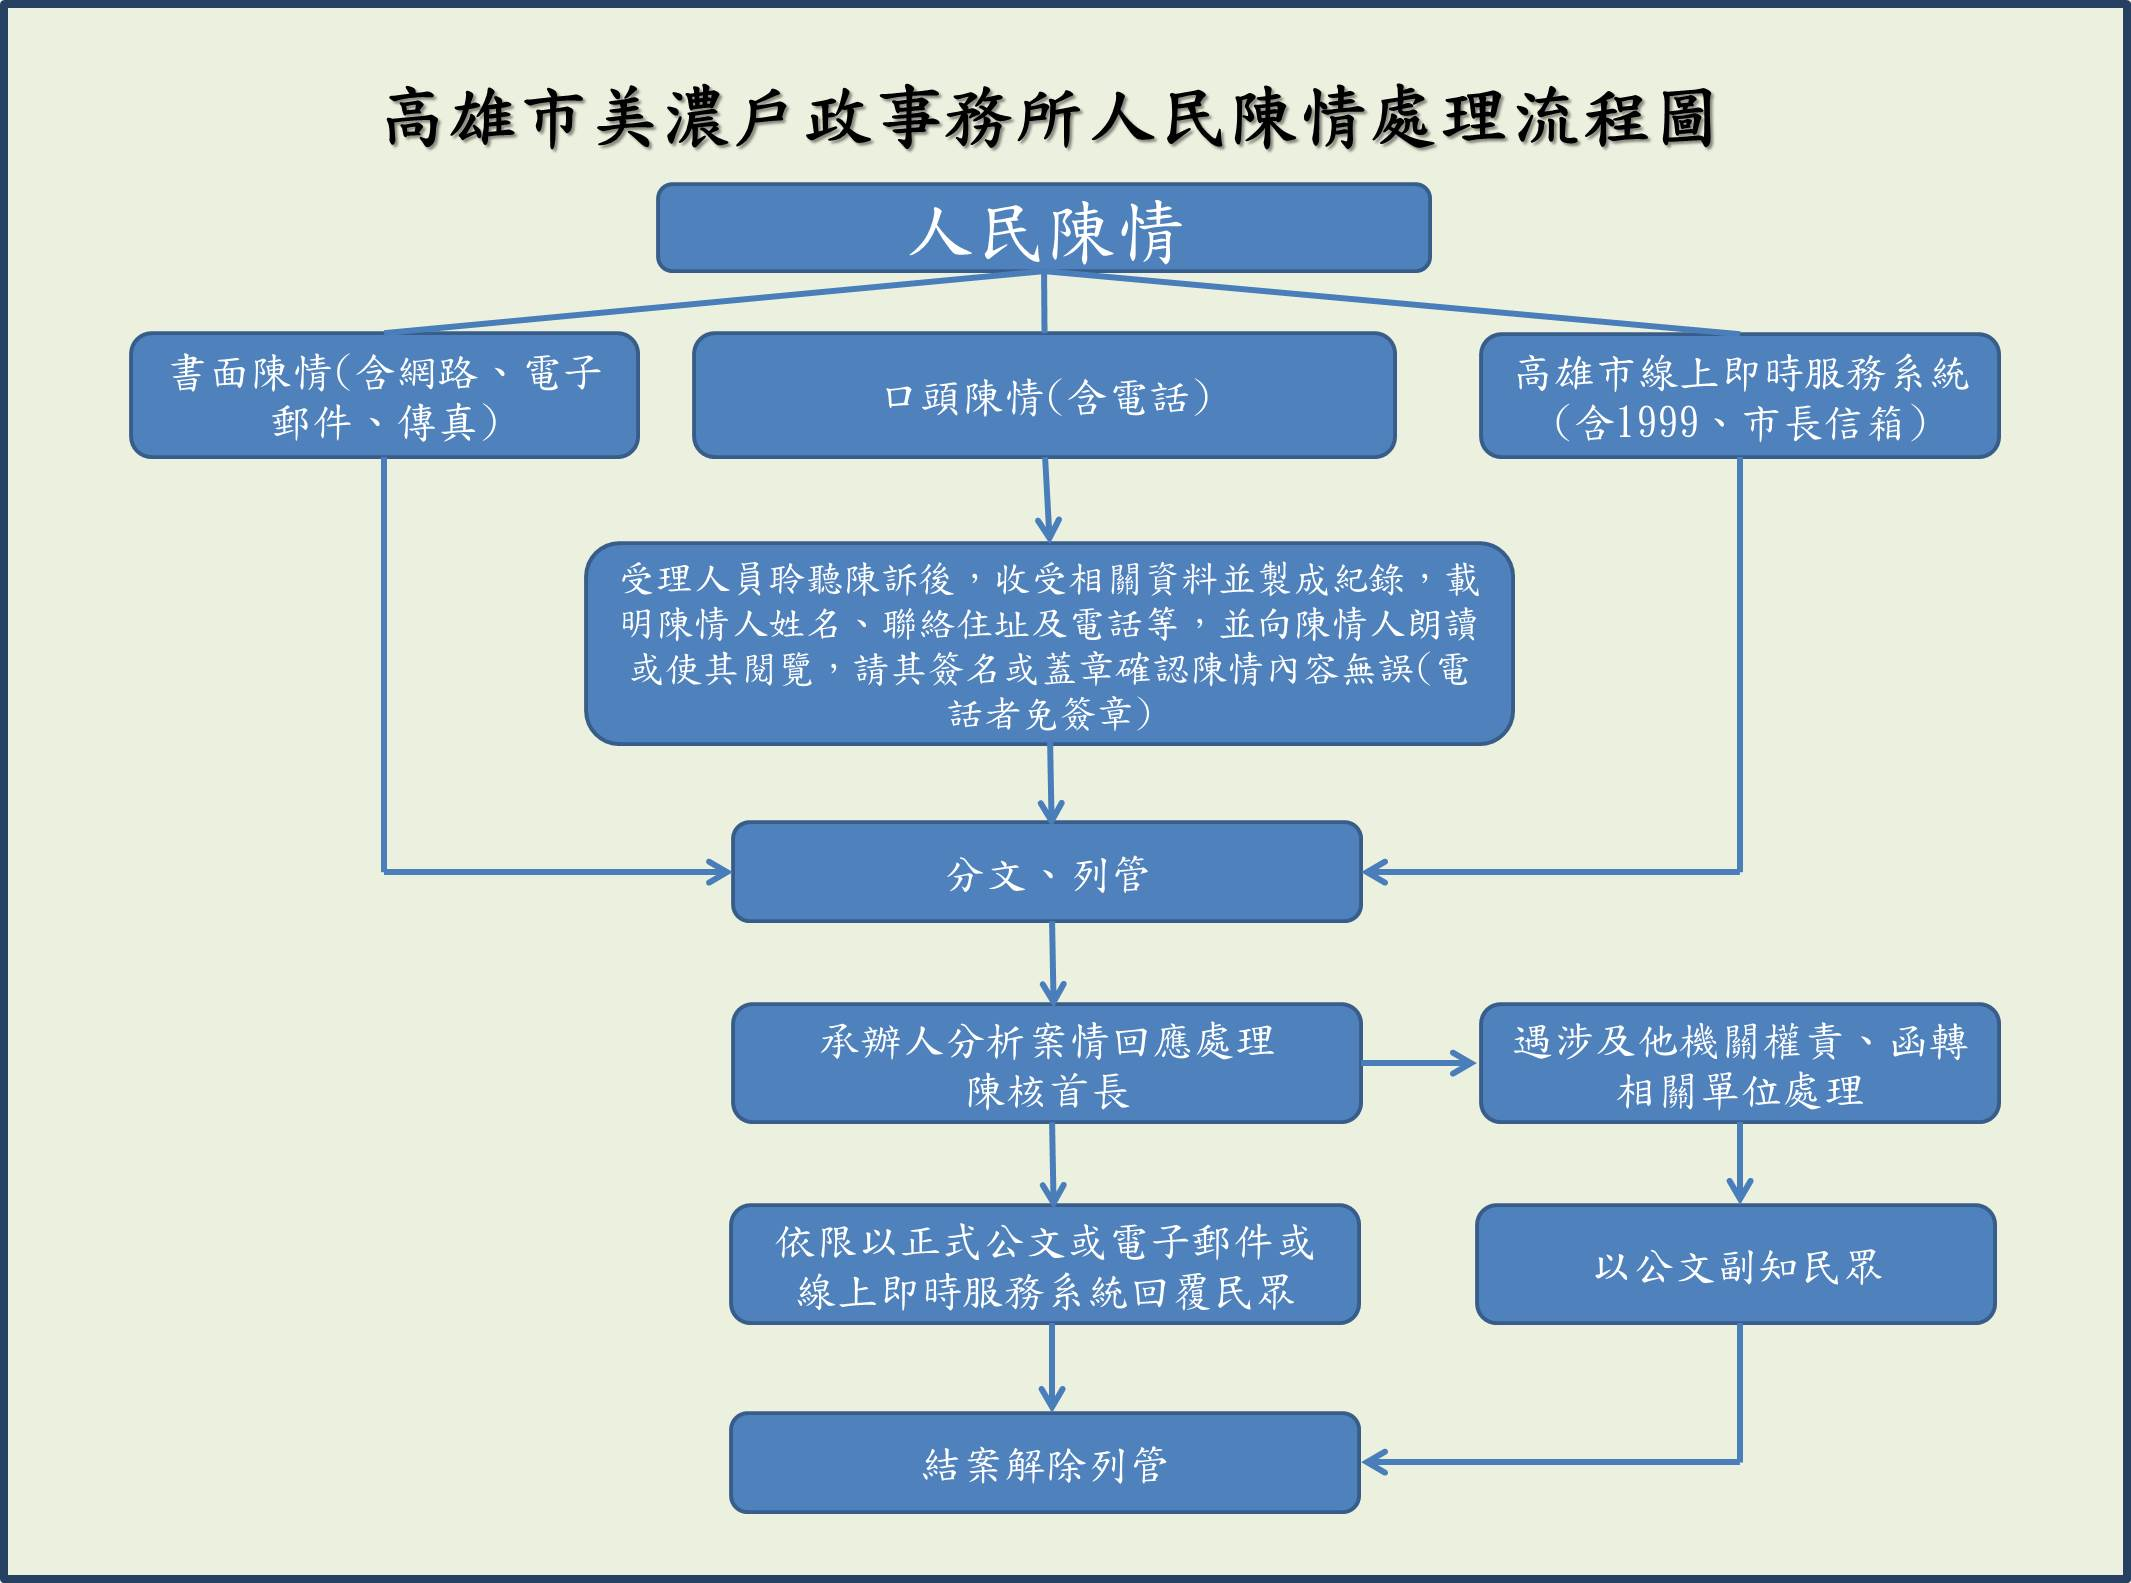 高雄市美濃戶政事務所人民陳情處理流程圖
人民陳情
書面陳情(含網路、電子
郵件、傳真)
口頭陳情(含電話)
高雄市線上即時服務系統
(含1999、市長信箱)
受理人員聆聽陳訴後，收受相關資料並製成紀錄，載
明陳情人姓名、聯絡住址及電話等，並向陳情人朗讀
或使其閱覽，請其簽名或蓋章確認陳情內容無誤(電
話者免簽章)
分文、列管
承辦人分析案情回應處理
陳核首長
遇涉及他機關權責、函轉
相關單位處理
依限以正式公文或電子郵件或
線上即時服務系統回覆民眾
以公文副知民眾
結案解除列管